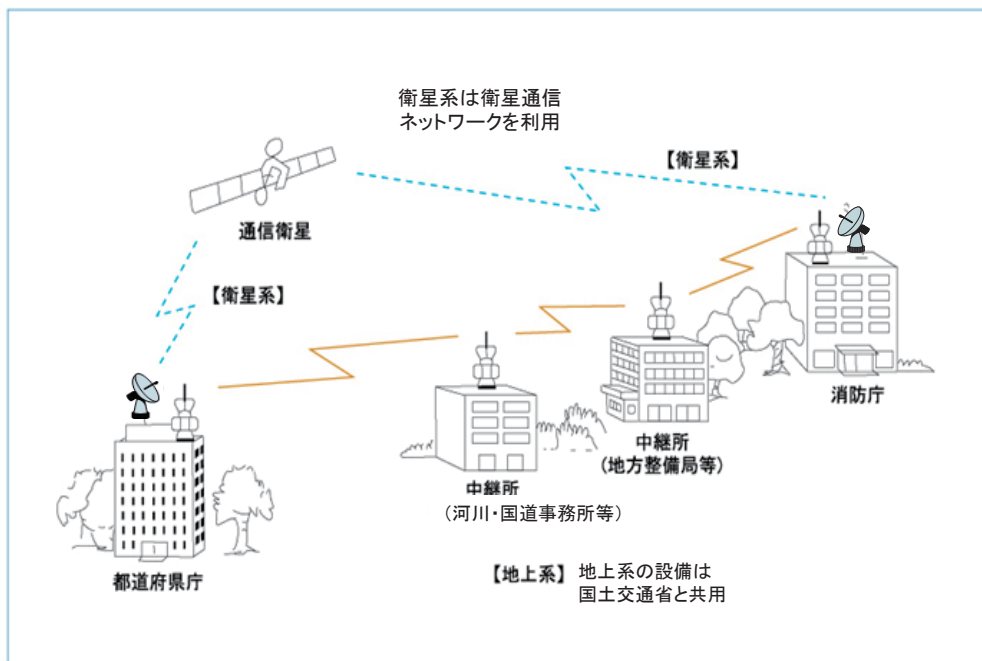 衛星系は衛星通信
ネットワークを利用
【衛星系】
通信衛星
【衛星系】
消防庁
中継所
(地方整備局等)
中継所
(河川・国道事務所等)
都道府県庁
【地上系】 地上系の設備は
国土交通省と共用